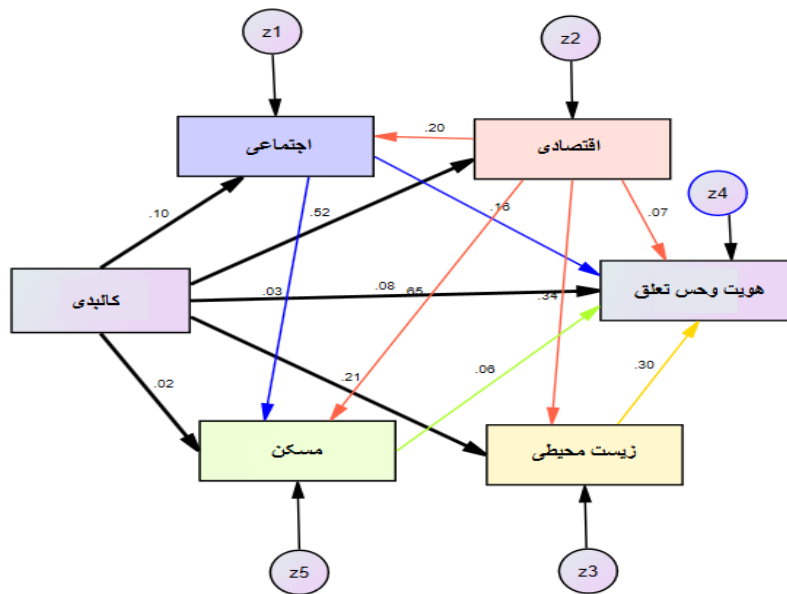 z1
z2
.20
اجتماعی
اقتصادی
z4
.10
.52
.16
.07
کالبدی
.03
.08
.65
.34
هویت وحس تعلق
.02
.21
.06
.30
مسکن
زیست محیطی
z5
z3